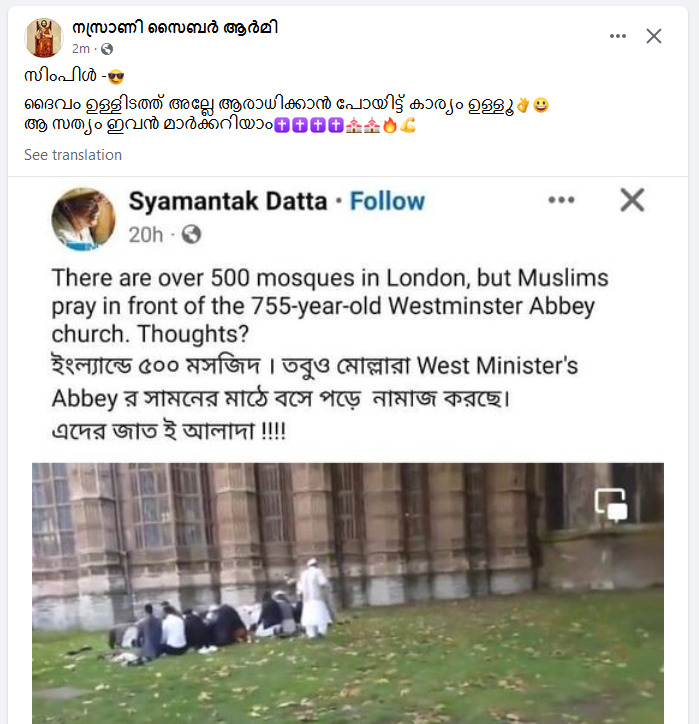 നസ്രാണി സൈബർ ആർമി
2m ·
സിംപിൾ -😎
ദൈവം ഉള്ളിടത്ത് അല്ലേ ആരാധിക്കാൻ പോയിട്ട് കാര്യം ഉള്ളൂ👌😃
ആ സത്യം ഇവൻ മാർക്കറിയാം✝️✝️✝️✝️⛪⛪🔥💪
See translation
Syamantak Datta · Follow
20h ·
There are over 500 mosques in London, but Muslims
pray in front of the 755-year-old Westminster Abbey
church. Thoughts?
ইংল্যান্ডে ৫০০ মসজিদ । তবুও মোল্লারা West Minister's
Abbey র সামনের মাঠে বসে পড়ে নামাজ করছে।
এদের জাত ই আলাদা !!!!